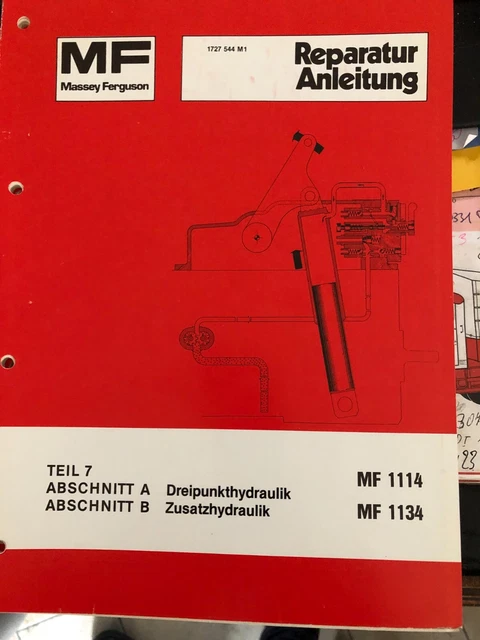 MF
Massey Ferguson
1727 544 M1
Reparatur
Anleitung
TEIL 7
ABSCHNITT A Dreipunkthydraulik
ABSCHNITT B Zusatzhydraulik
MF 1114
MF 1134